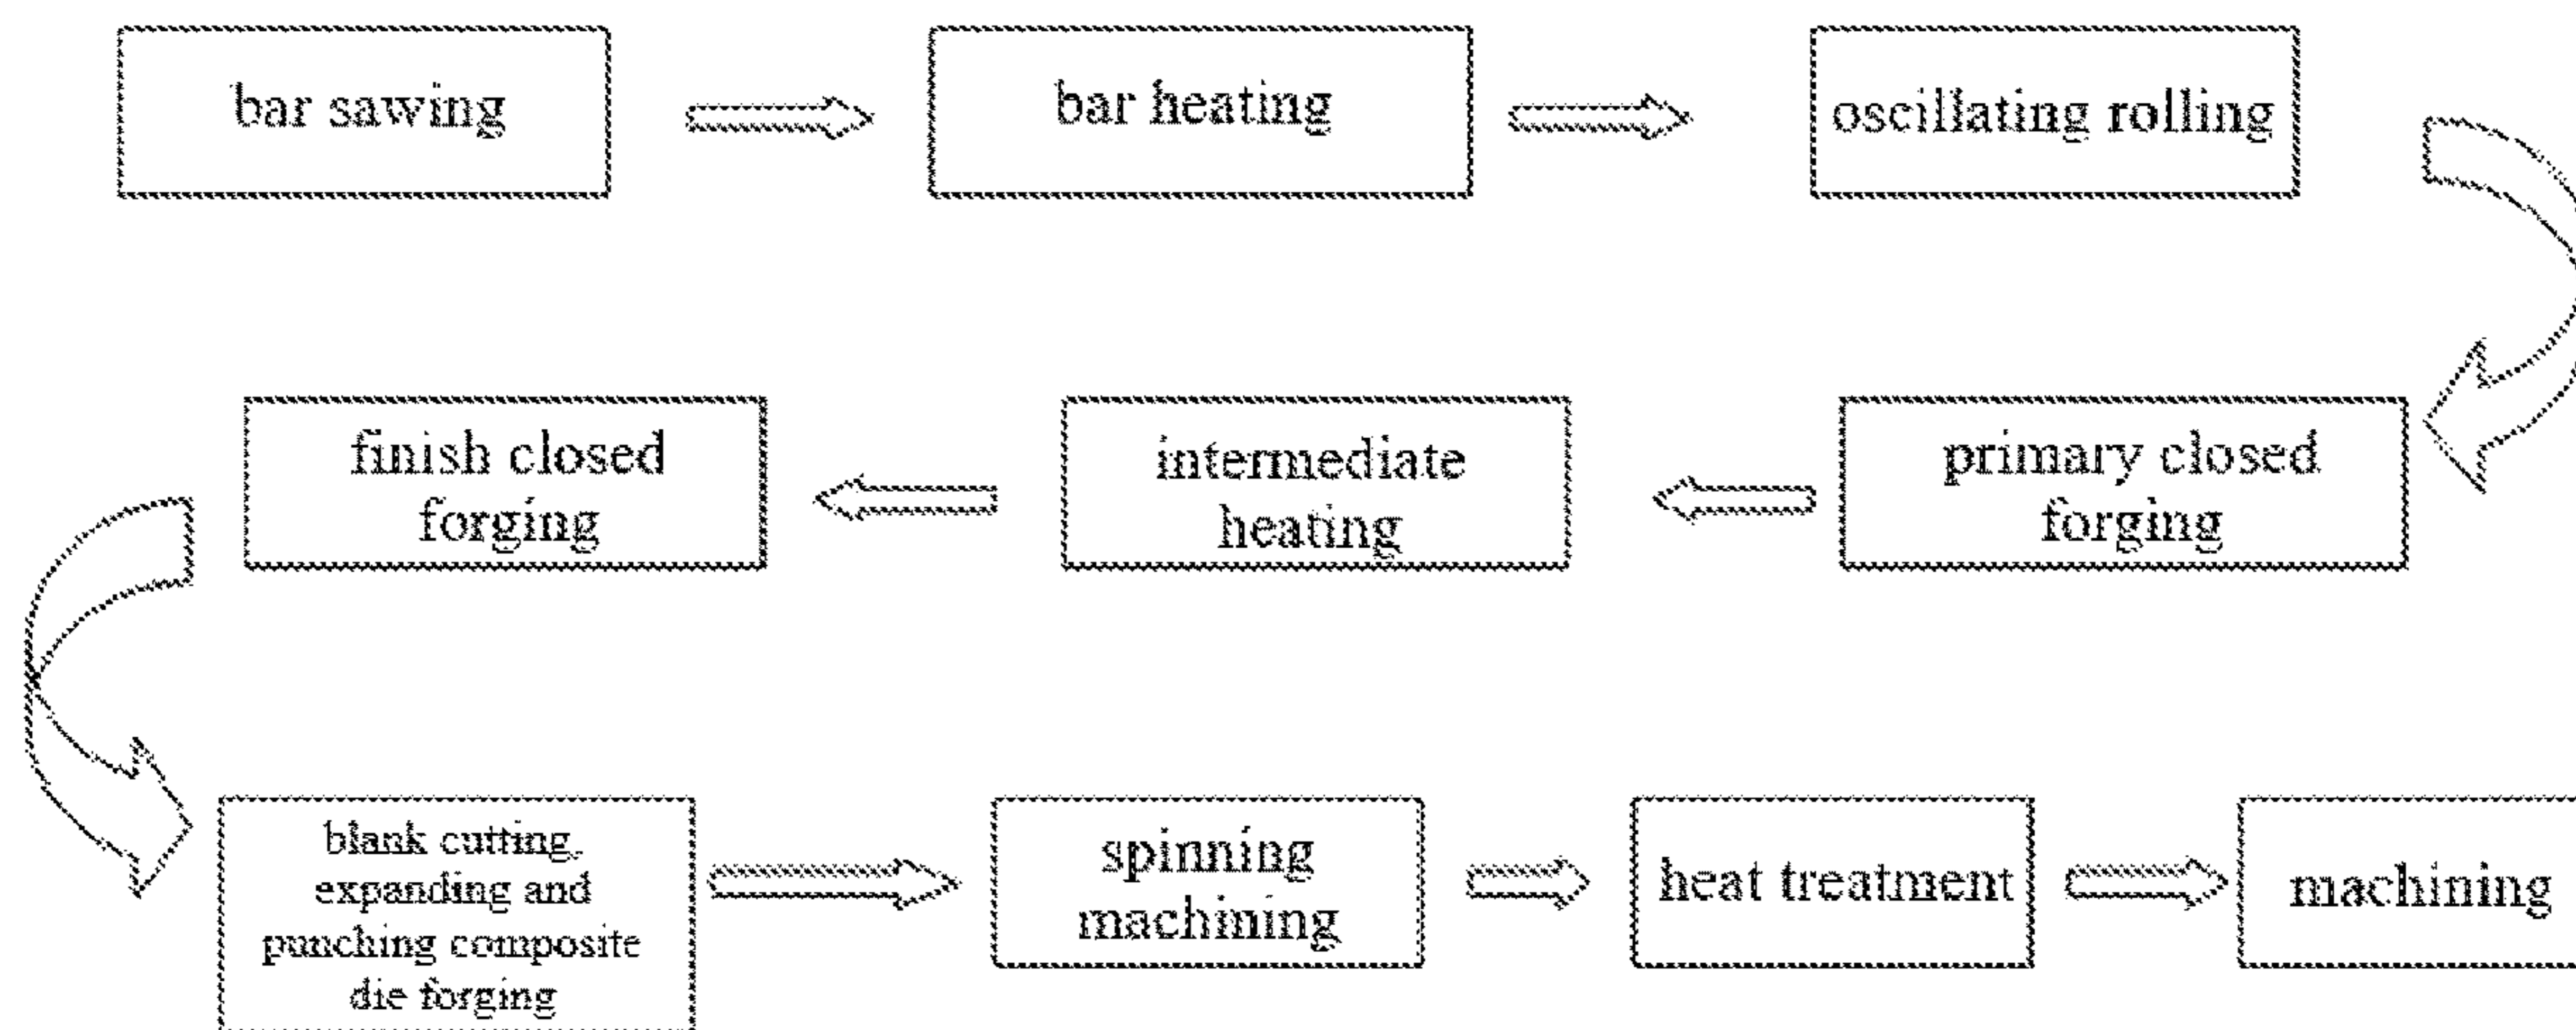 bar sawing
bar heating
oscillating rolling
primary closed
forging
intermediate
heating
finish closed
forging
blank cutting,
expanding and
punching composite
die forging
spinning
machining
heat treatment
machining